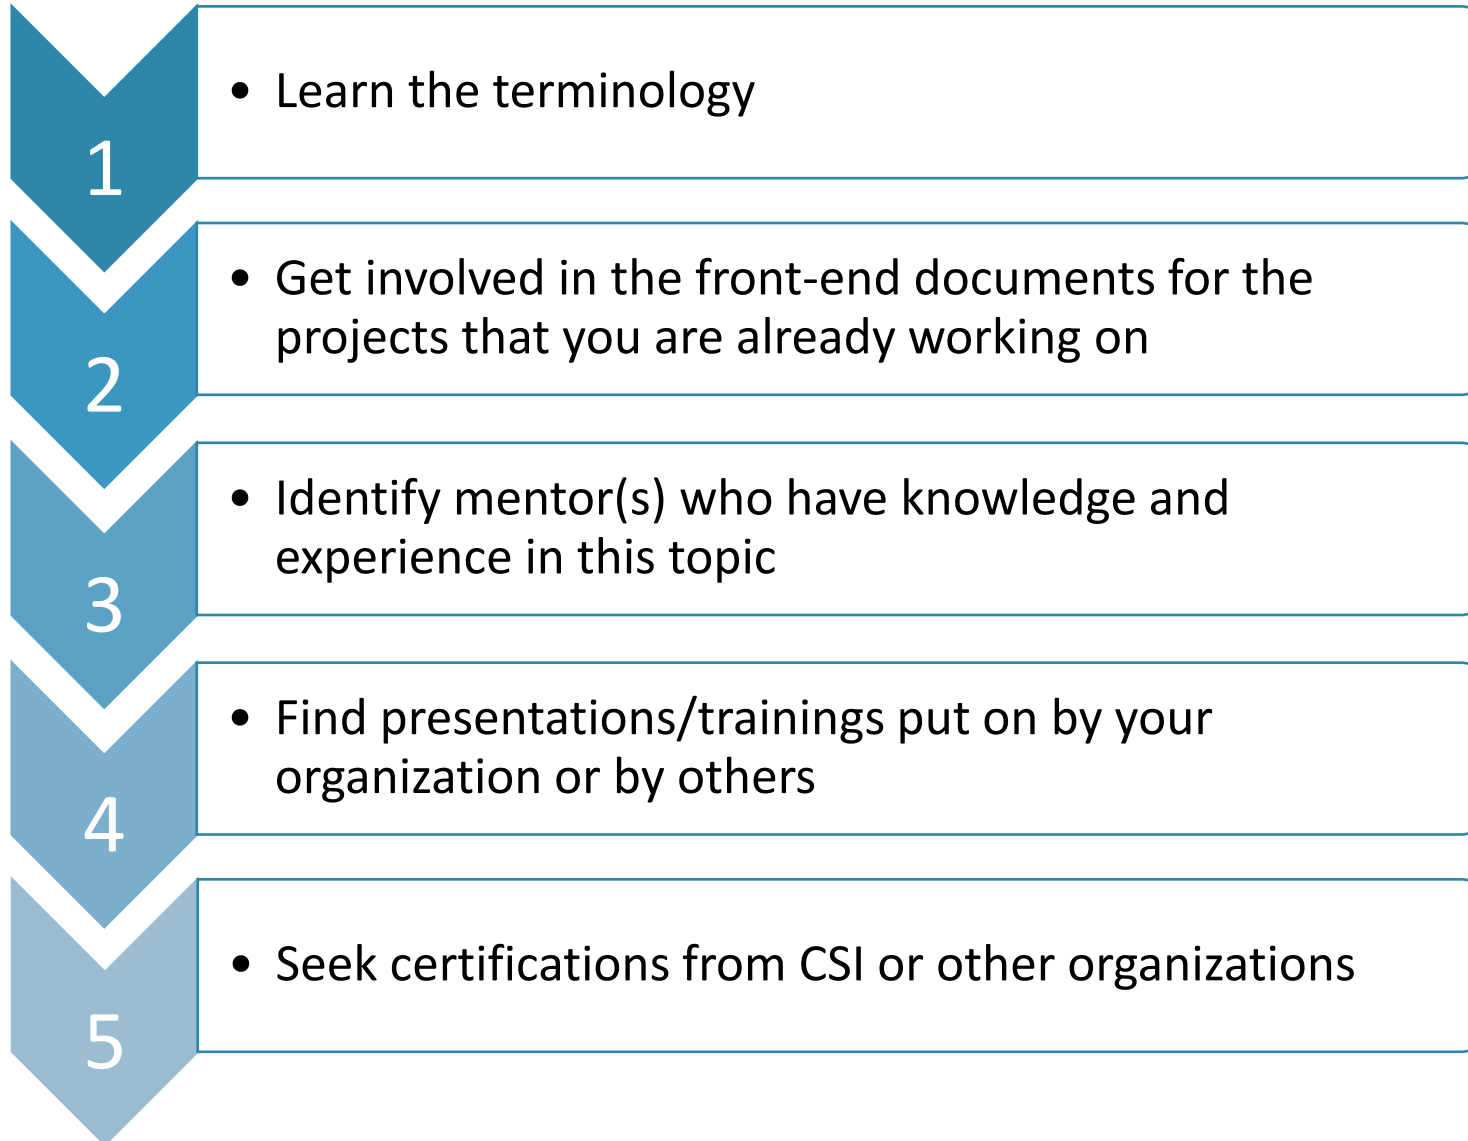 1
• Learn the terminology
2
• Get involved in the front-end documents for the
projects that you are already working on
3
• Identify mentor(s) who have knowledge and
experience in this topic
4
• Find presentations/trainings put on by your
organization or by others
5
• Seek certifications from CSI or other organizations